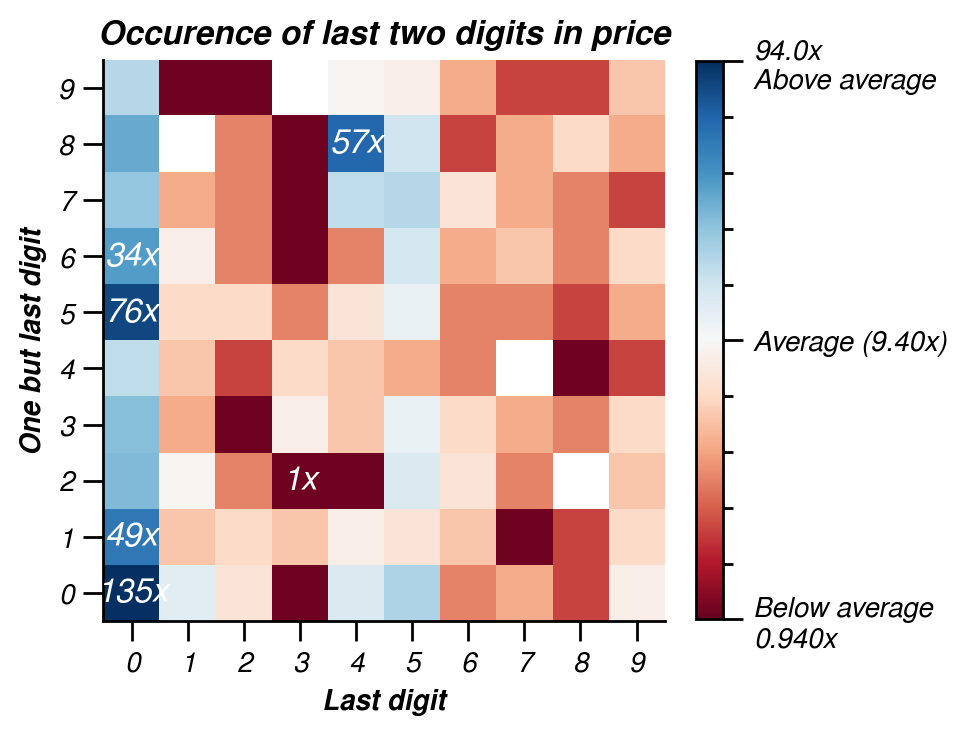 Occurence of last two digits in price
94.0x
Above average
9
8
57x
7
6
34x
5
76x
Average (9.40x)
4
3
2
1x
1
49x
0
135x
Below average
0.940x
0 1 2 3 4 5 6 7 8 9
Last digit
One but last digit